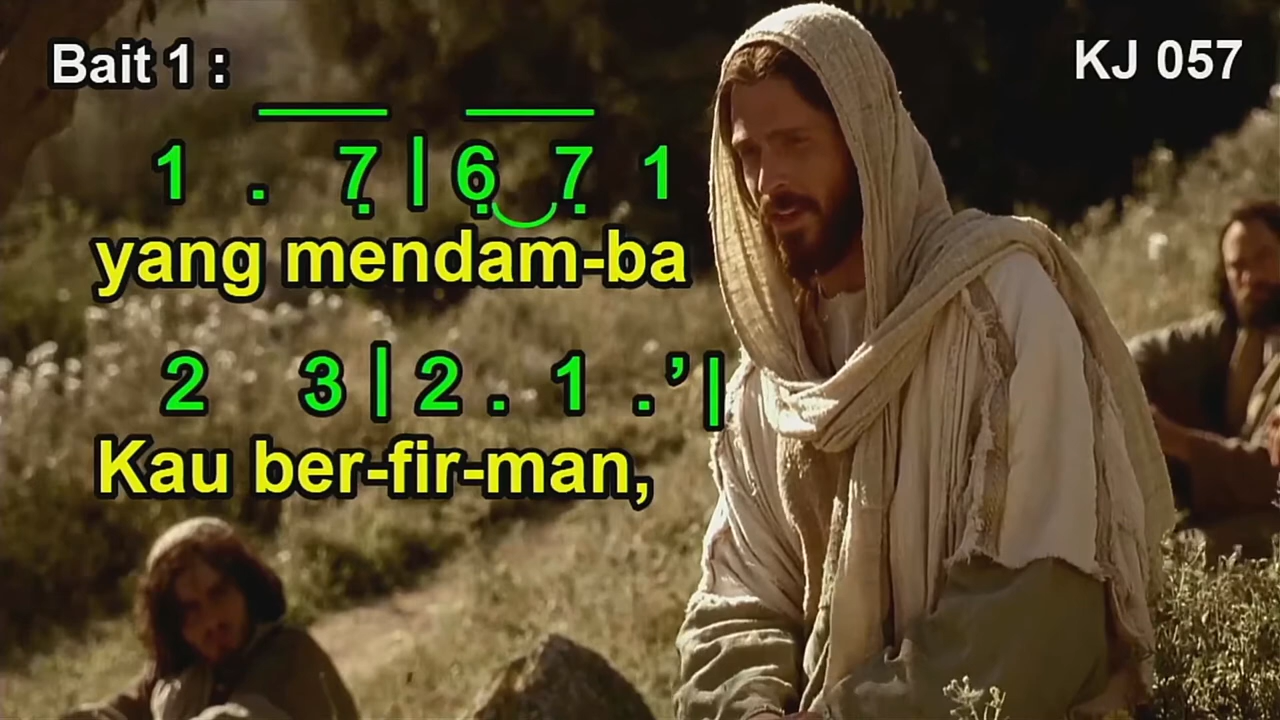 Bait 1 :
KJ 057
1 . 7̣ | 6̣ 7̣ 1
yang mendam-ba
2 3 | 2 . 1 .’ |
Kau ber-fir-man,